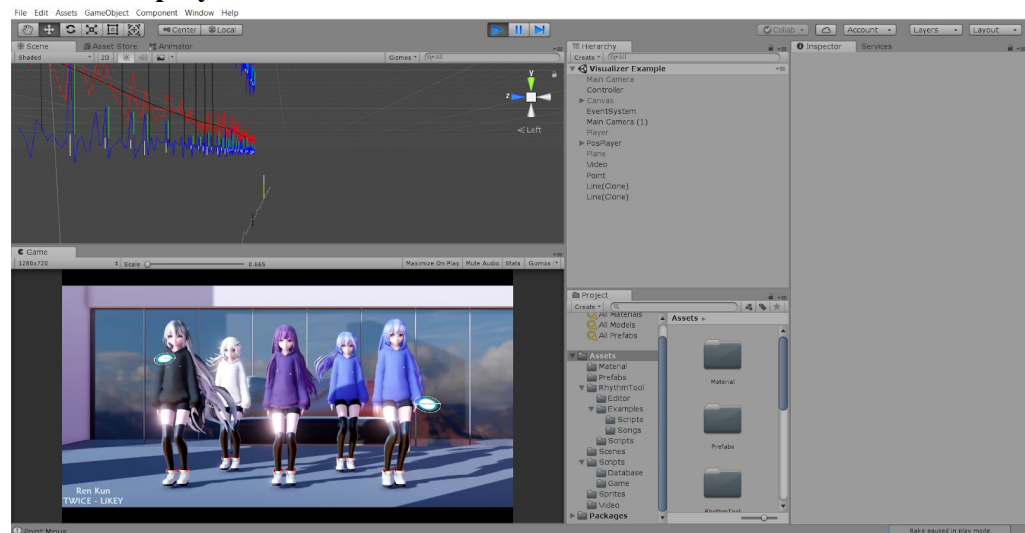 File Edit Assets GameObject Component Window Help
Center Local
Collab Account Layers Layout
Scene Asset Store Animator
Shaded 2D Gizmos All
y
z
Left
Game
1280x720 Scale 0.665 Maximize On Play Mute Audio Stats Gizmos
Ren Kun
TWICE - LIKEY
Hierarchy
Create All
Visualizer Example
Main Camera
Controller
Canvas
EventSystem
Main Camera (1)
Player
PosPlayer
Plane
Video
Point
Line(Clone)
Line(Clone)
Project
Create
All Materials
All Models
All Prefabs
Assets
Material
Prefabs
RhythmTool
Editor
Examples
Scripts
Songs
Scripts
Scenes
Scripts
Database
Game
Sprites
Video
Packages
Assets
Material
Prefabs
RhythmTool
Inspector Services
Point Minus
Bake paused in play mode